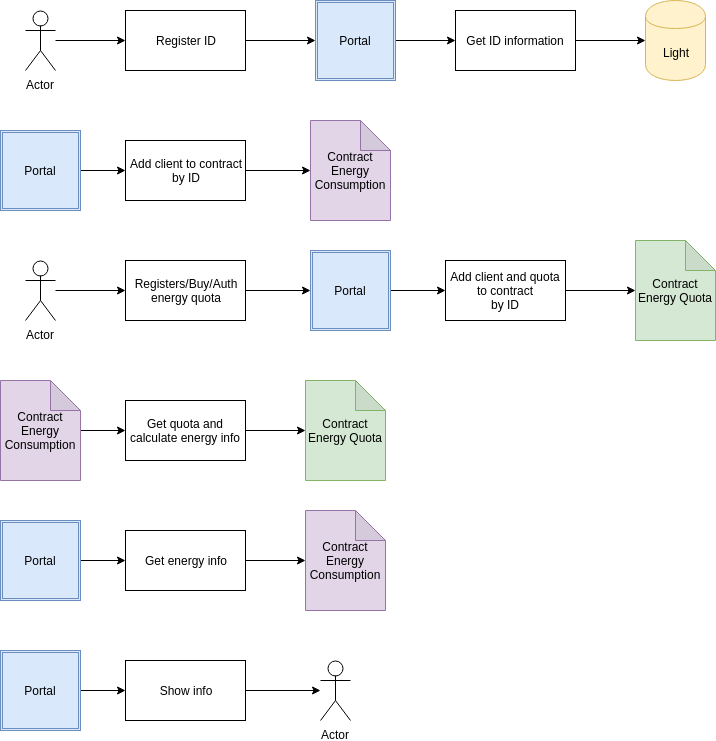 Register ID
Portal
Get ID information
Light
Actor
Portal
Add client to contract
by ID
Contract
Energy
Consumption
Registers/Buy/Auth
energy quota
Portal
Add client and quota
to contract
by ID
Contract
Energy Quota
Actor
Contract
Energy
Consumption
Get quota and
calculate energy info
Contract
Energy Quota
Portal
Get energy info
Contract
Energy
Consumption
Portal
Show info
Actor